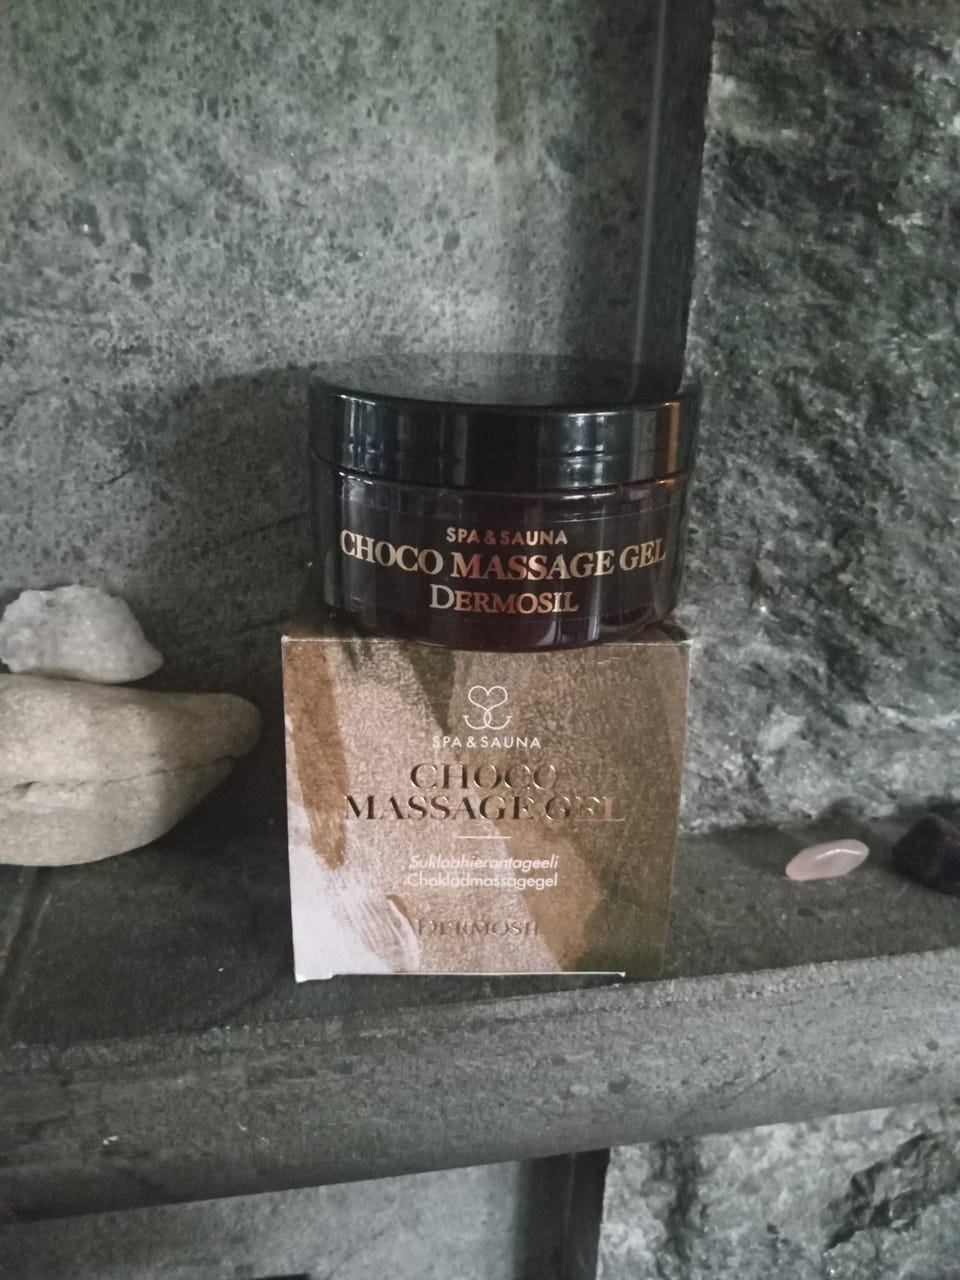 SPA & SAUNA
CHOCO MASSAGE GEL
DERMOSIL
SPA & SAUNA
CHOCO
MASSAGE GEL
Suklaahierontageeli
Chokladmassagegel
DERMOSIL